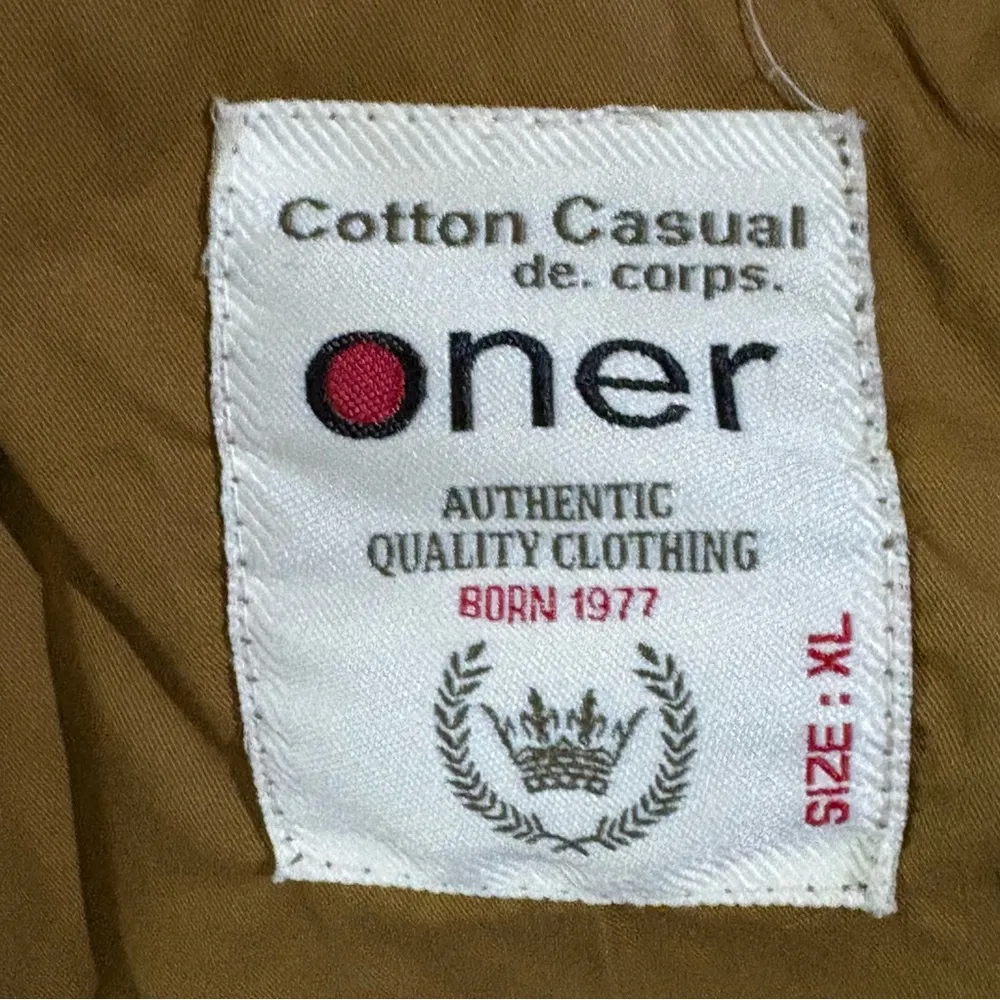 Cotton Casual
de. corps.
oner
AUTHENTIC
QUALITY CLOTHING
BORN 1977
SIZE : XL